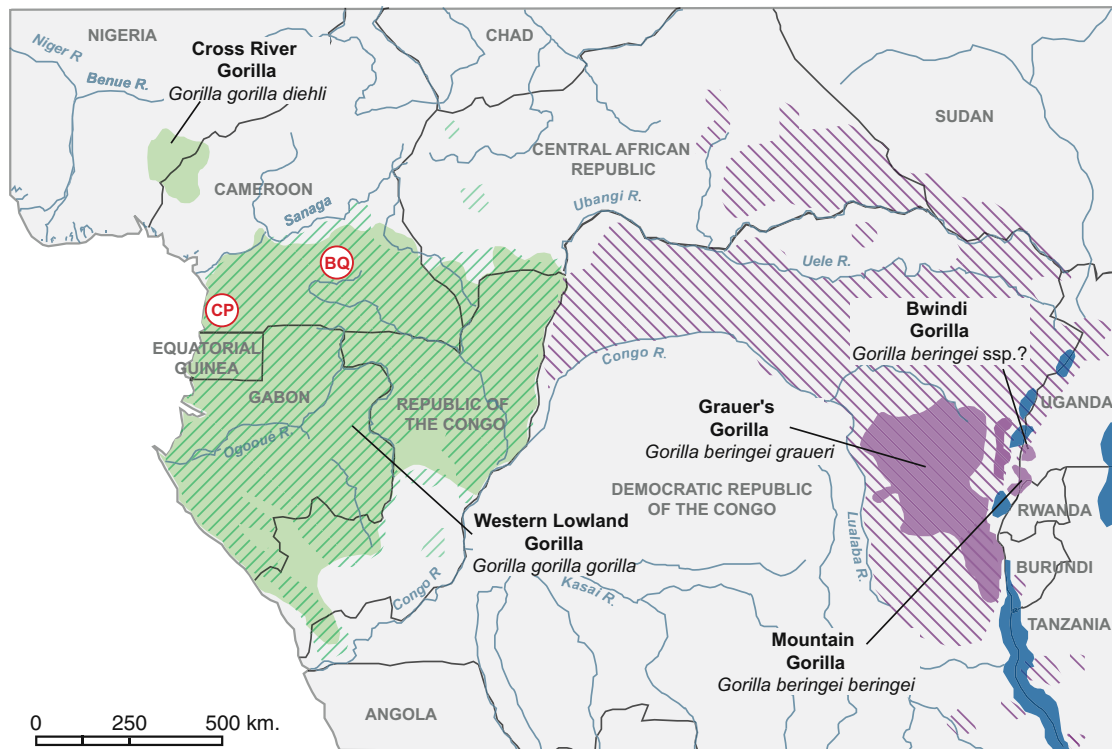 NIGERIA
CHAD
Niger R
Benue R.
Cross River
Gorilla
Gorilla gorilla diehli
SUDAN
CENTRAL AFRICAN
REPUBLIC
CAMEROON
Sanaga
Ubangi R.
Uele R.
BQ
CP
Bwindi
Gorilla
Gorilla beringei ssp.?
EQUATORIAL
GUINEA
Congo R.
GABON
REPUBLIC OF
THE CONGO
UGANDA
Grauer's
Gorilla
Gorilla beringei graueri
Ogooue R.
DEMOCRATIC REPUBLIC
OF THE CONGO
RWANDA
Western Lowland
Gorilla
Gorilla gorilla gorilla
Lualaba R.
Congo R
Kasai R.
BURUNDI
TANZANIA
Mountain
Gorilla
Gorilla beringei beringei
ANGOLA
0 250 500 km.